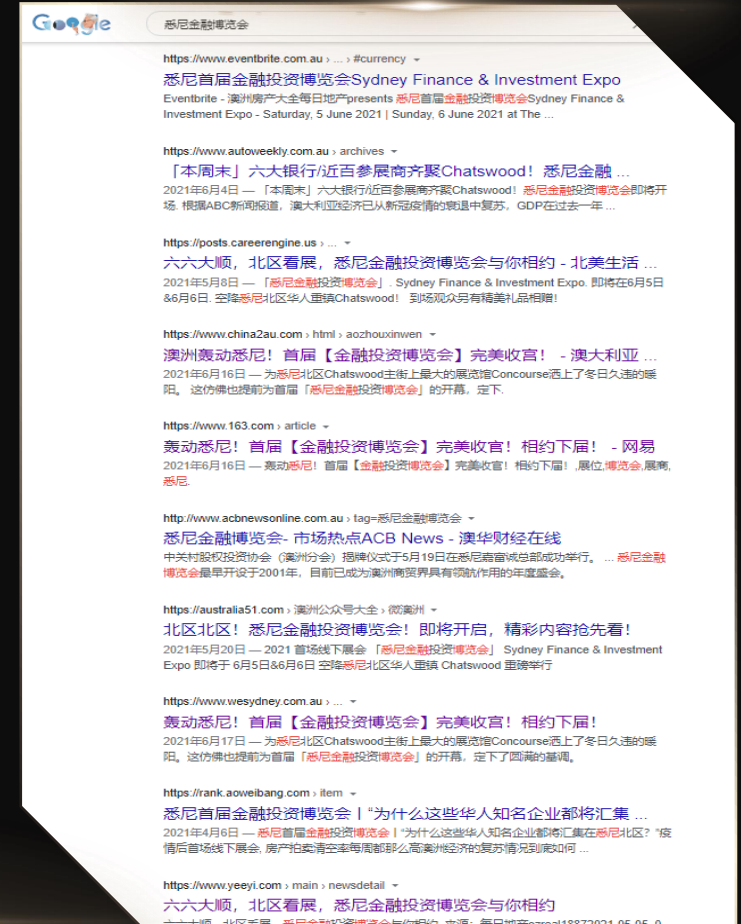 Google
悉尼金融博览会
https://www.eventbrite.com.au › ... › #currency
悉尼首届金融投资博览会Sydney Finance & Investment Expo
Eventbrite - 澳洲房产大全每日地产presents 悉尼首届金融投资博览会Sydney Finance &
Investment Expo - Saturday, 5 June 2021 | Sunday, 6 June 2021 at The ...
https://www.autoweekly.com.au › archives
「本周末」六大银行/近百参展商齐聚Chatswood！悉尼金融 ...
2021年6月4日 — 「本周末」六大银行/近百参展商齐聚Chatswood！悉尼金融投资博览会即将开
场. 根据ABC新闻报道，澳大利亚经济已从新冠疫情的衰退中复苏，GDP在过去一年 ...
https://posts.careerengine.us › ...
六六大顺，北区看展，悉尼金融投资博览会与你相约 - 北美生活 ...
2021年5月8日 — 「悉尼金融投资博览会」. Sydney Finance & Investment Expo. 即将在6月5日
&6月6日. 空降悉尼北区华人重镇Chatswood！ 到场观众另有精美礼品相赠!
https://www.china2au.com › html › aozhouxinwen
澳洲轰动悉尼！首届【金融投资博览会】完美收官！ - 澳大利亚 ...
2021年6月16日 — 为悉尼北区Chatswood主街上最大的展览馆Concourse洒上了冬日久违的暖
阳。 这仿佛也提前为首届「悉尼金融投资博览会」的开幕，定下.
https://www.163.com › article
轰动悉尼！首届【金融投资博览会】完美收官！相约下届！ - 网易
2021年6月16日 — 轰动悉尼！首届【金融投资博览会】完美收官！相约下届！,展位,博览会,展商,
悉尼.
http://www.acbnewsonline.com.au › tag=悉尼金融博览会
悉尼金融博览会- 市场热点ACB News - 澳华财经在线
中关村股权投资协会（澳洲分会）揭牌仪式于5月19日在悉尼嘉富诚总部成功举行。 ... 悉尼金融
博览会最早开设于2001年，目前已成为澳洲商贸界具有领航作用的年度盛会。
https://australia51.com › 澳洲公众号大全 › 微澳洲
北区北区！悉尼金融投资博览会！即将开启，精彩内容抢先看！
2021年5月20日 — 2021 首场线下展会 「悉尼金融投资博览会」 Sydney Finance & Investment
Expo 即将于 6月5日&6月6日 空降悉尼北区华人重镇 Chatswood 重磅举行
https://www.wesydney.com.au › ...
轰动悉尼！首届【金融投资博览会】完美收官！相约下届！
2021年6月17日 — 为悉尼北区Chatswood主街上最大的展览馆Concourse洒上了冬日久违的暖
阳。这仿佛也提前为首届「悉尼金融投资博览会」的开幕，定下了圆满的基调。
https://rank.aoweibang.com › item
悉尼首届金融投资博览会丨“为什么这些华人知名企业都将汇集 ...
2021年4月6日 — 悉尼首届金融投资博览会丨“为什么这些华人知名企业都将汇集在悉尼北区？”疫
情后首场线下展会, 房产拍卖清空率每周都那么高澳洲经济的复苏情况到底如何 ...
https://www.yeeyi.com › main › newsdetail
六六大顺，北区看展，悉尼金融投资博览会与你相约